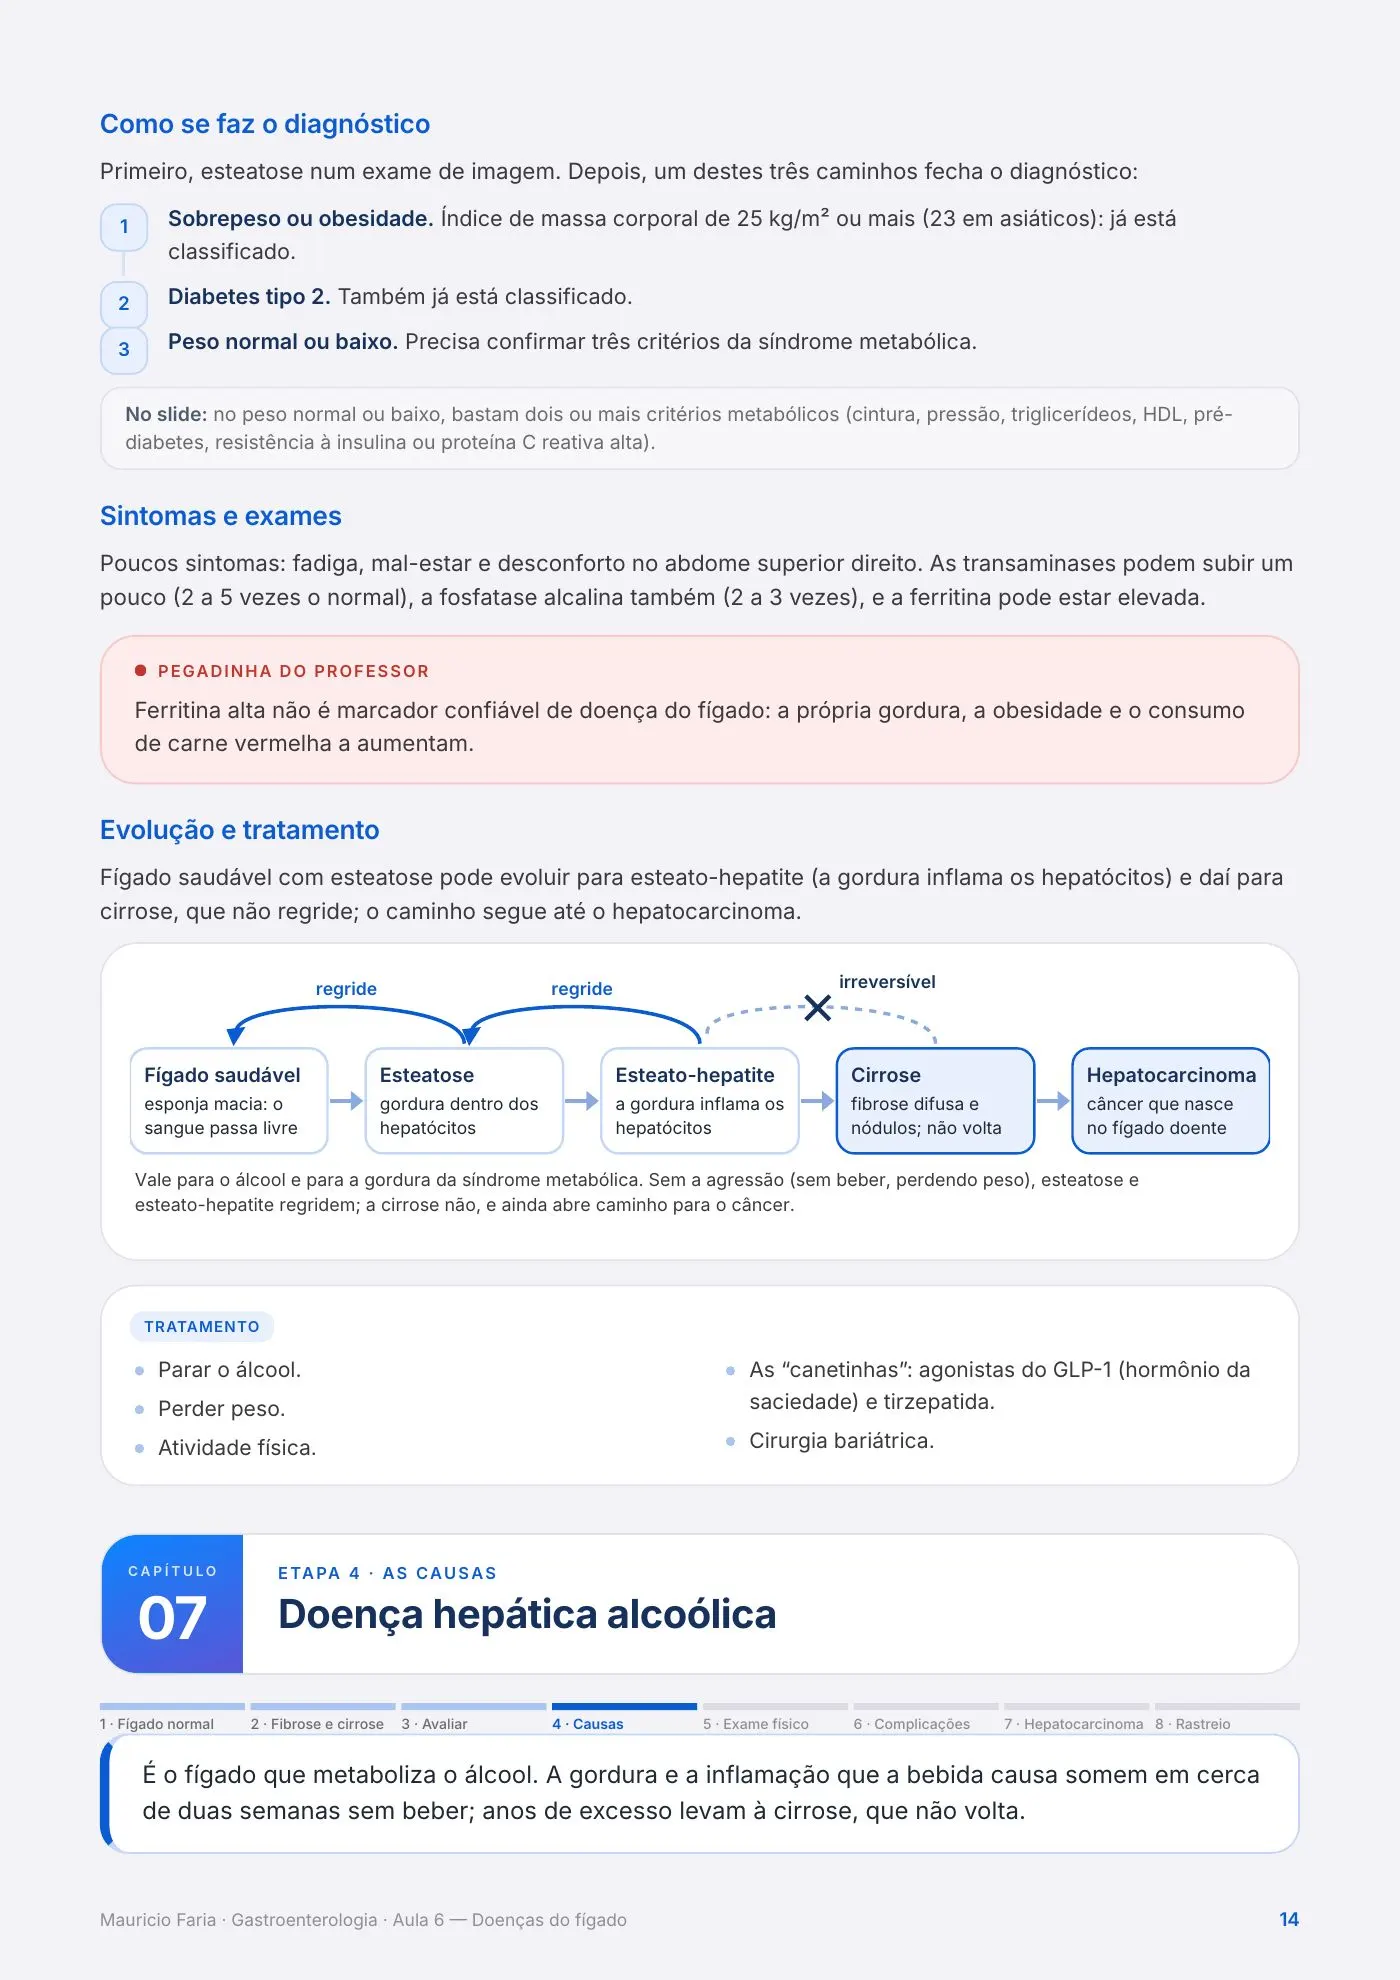 Como se faz o diagnóstico
Primeiro, esteatose num exame de imagem. Depois, um destes três caminhos fecha o diagnóstico:
1 Sobrepeso ou obesidade. Índice de massa corporal de 25 kg/m² ou mais (23 em asiáticos): já está
classificado.
2 Diabetes tipo 2. Também já está classificado.
3 Peso normal ou baixo. Precisa confirmar três critérios da síndrome metabólica.
No slide: no peso normal ou baixo, bastam dois ou mais critérios metabólicos (cintura, pressão, triglicerídeos, HDL, pré-
diabetes, resistência à insulina ou proteína C reativa alta).
Sintomas e exames
Poucos sintomas: fadiga, mal-estar e desconforto no abdome superior direito. As transaminases podem subir um
pouco (2 a 5 vezes o normal), a fosfatase alcalina também (2 a 3 vezes), e a ferritina pode estar elevada.
PEGADINHA DO PROFESSOR
Ferritina alta não é marcador confiável de doença do fígado: a própria gordura, a obesidade e o consumo
de carne vermelha a aumentam.
Evolução e tratamento
Fígado saudável com esteatose pode evoluir para esteato-hepatite (a gordura inflama os hepatócitos) e daí para
cirrose, que não regride; o caminho segue até o hepatocarcinoma.
regride
regride
irreversível
Fígado saudável
esponja macia: o
sangue passa livre
Esteatose
gordura dentro dos
hepatócitos
Esteato-hepatite
a gordura inflama os
hepatócitos
Cirrose
fibrose difusa e
nódulos; não volta
Hepatocarcinoma
câncer que nasce
no fígado doente
Vale para o álcool e para a gordura da síndrome metabólica. Sem a agressão (sem beber, perdendo peso), esteatose e
esteato-hepatite regridem; a cirrose não, e ainda abre caminho para o câncer.
TRATAMENTO
Parar o álcool.
Perder peso.
Atividade física.
As “canetinhas”: agonistas do GLP-1 (hormônio da
saciedade) e tirzepatida.
Cirurgia bariátrica.
CAPÍTULO
07
ETAPA 4 · AS CAUSAS
Doença hepática alcoólica
1 · Fígado normal
2 · Fibrose e cirrose
3 · Avaliar
4 · Causas
5 · Exame físico
6 · Complicações
7 · Hepatocarcinoma
8 · Rastreio
É o fígado que metaboliza o álcool. A gordura e a inflamação que a bebida causa somem em cerca
de duas semanas sem beber; anos de excesso levam à cirrose, que não volta.
Mauricio Faria · Gastroenterologia · Aula 6 — Doenças do fígado
14